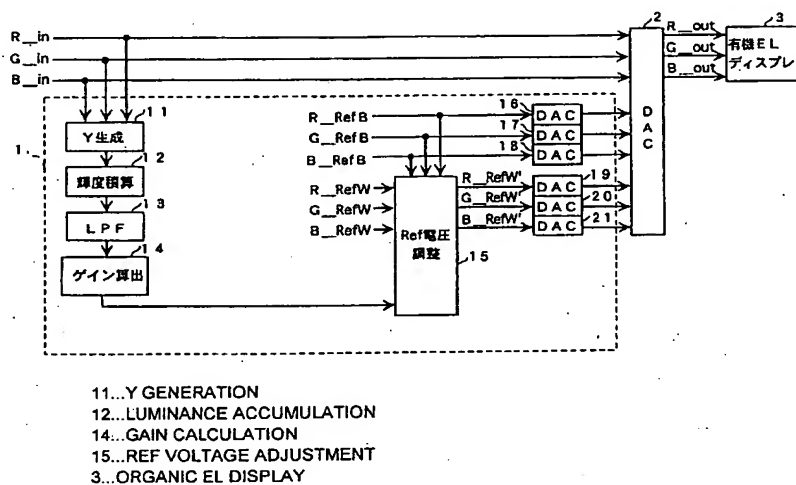 R_in
G_in
B_in
2
R_out
G_out
B_out
3
有機EL
ディスプレイ
DAC
1
11
Y生成
12
輝度積算
13
LPF
14
ゲイン算出
R_RefB
G_RefB
B_RefB
R_RefW
G_RefW
B_RefW
Ref電圧
調整
15
R_RefW'
G_RefW'
B_RefW'
16
DAC
17
DAC
18
DAC
19
DAC
20
DAC
21
DAC
11...Y GENERATION
12...LUMINANCE ACCUMULATION
14...GAIN CALCULATION
15...REF VOLTAGE ADJUSTMENT
3...ORGANIC EL DISPLAY